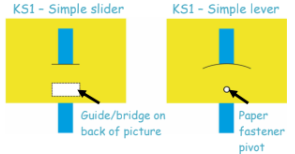 KS1 – Simple slider
KS1 – Simple lever
Guide/bridge on
back of picture
Paper
fastener
pivot